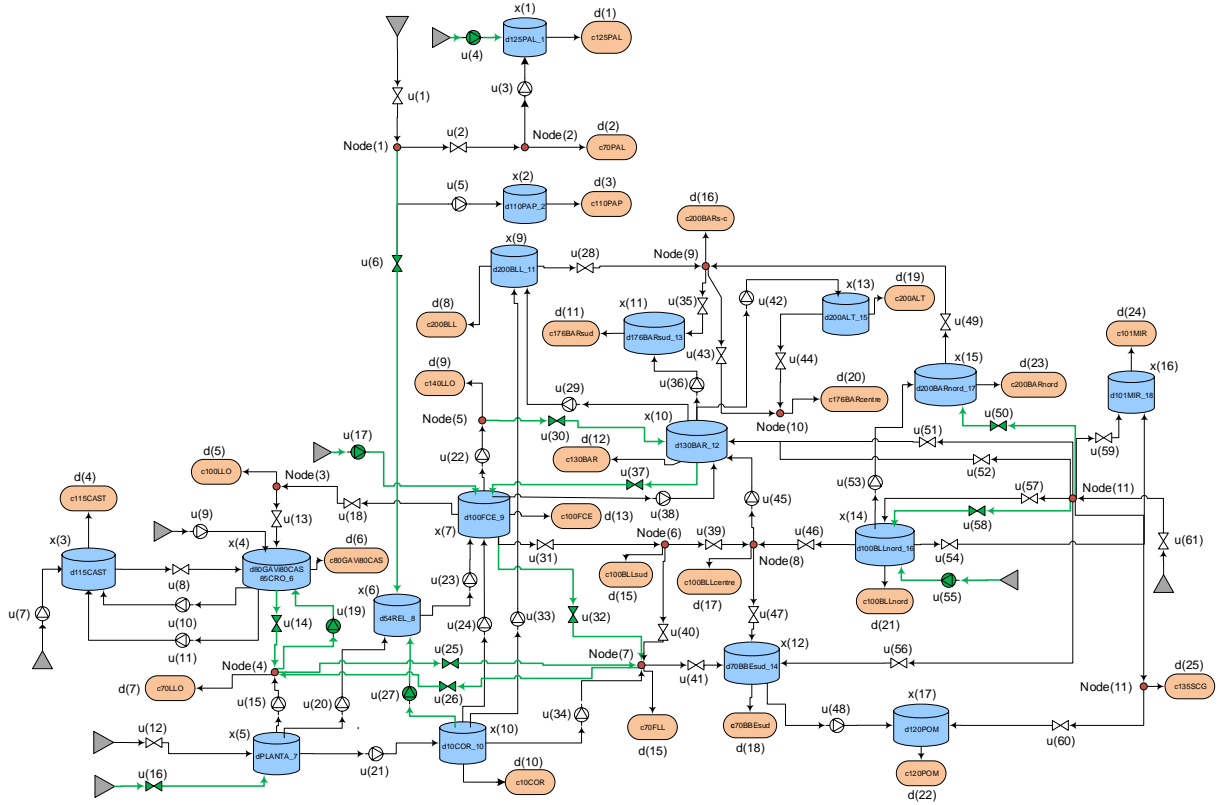 x(1)
d(1)
d125PAL_1
c125PAL
u(4)
u(3)
u(1)
u(2)
Node(2)
d(2)
Node(1)
c70PAL
x(2)
d(3)
u(5)
d110PAP_2
c110PAP
d(16)
c200BARs-c
u(6)
x(9)
u(28)
Node(9)
d200BLL_11
d(19)
x(13)
c200ALT
u(42)
d200ALT_15
d(8)
c200BLL
x(11)
u(35)
d(11)
c176BARsud
d176BARsud_13
u(43)
u(44)
u(49)
d(24)
c101MIR
x(15)
d(23)
d200BARnord_17
c200BARnord
x(16)
d101MIR_18
d(9)
c140LLO
u(29)
u(36)
d(20)
c176BARcentre
Node(10)
x(10)
Node(5)
u(30)
d130BAR_12
u(50)
u(51)
u(59)
d(12)
c130BAR
u(52)
u(17)
u(22)
u(37)
d(5)
c100LLO
Node(3)
d(4)
c115CAST
u(13)
u(18)
d100FCE_9
x(7)
u(38)
c100FCE
d(13)
u(45)
u(53)
u(57)
Node(11)
u(58)
x(14)
d100BLLnord_16
u(54)
u(61)
u(9)
x(4)
d(6)
c80GAV80CAS
x(3)
d115CAST
d80GAV80CAS
85CRO_6
u(8)
u(7)
u(10)
u(11)
u(14)
u(19)
u(31)
Node(6)
u(39)
u(46)
Node(8)
c100BLLsud
d(15)
c100BLLcentre
d(17)
u(55)
c100BLLnord
d(21)
x(6)
d54REL_8
u(23)
u(24)
u(33)
u(32)
u(40)
u(47)
x(12)
d70BBEsud_14
u(56)
Node(4)
u(25)
u(26)
Node(7)
u(41)
d(7)
c70LLO
u(15)
u(20)
u(27)
u(34)
d(25)
c135SCG
Node(11)
c70FLL
d(15)
c70BBEsud
d(18)
u(48)
x(17)
d120POM
u(60)
u(12)
x(5)
dPLANTA_7
u(21)
x(10)
d10COR_10
u(16)
d(10)
c10COR
c120POM
d(22)